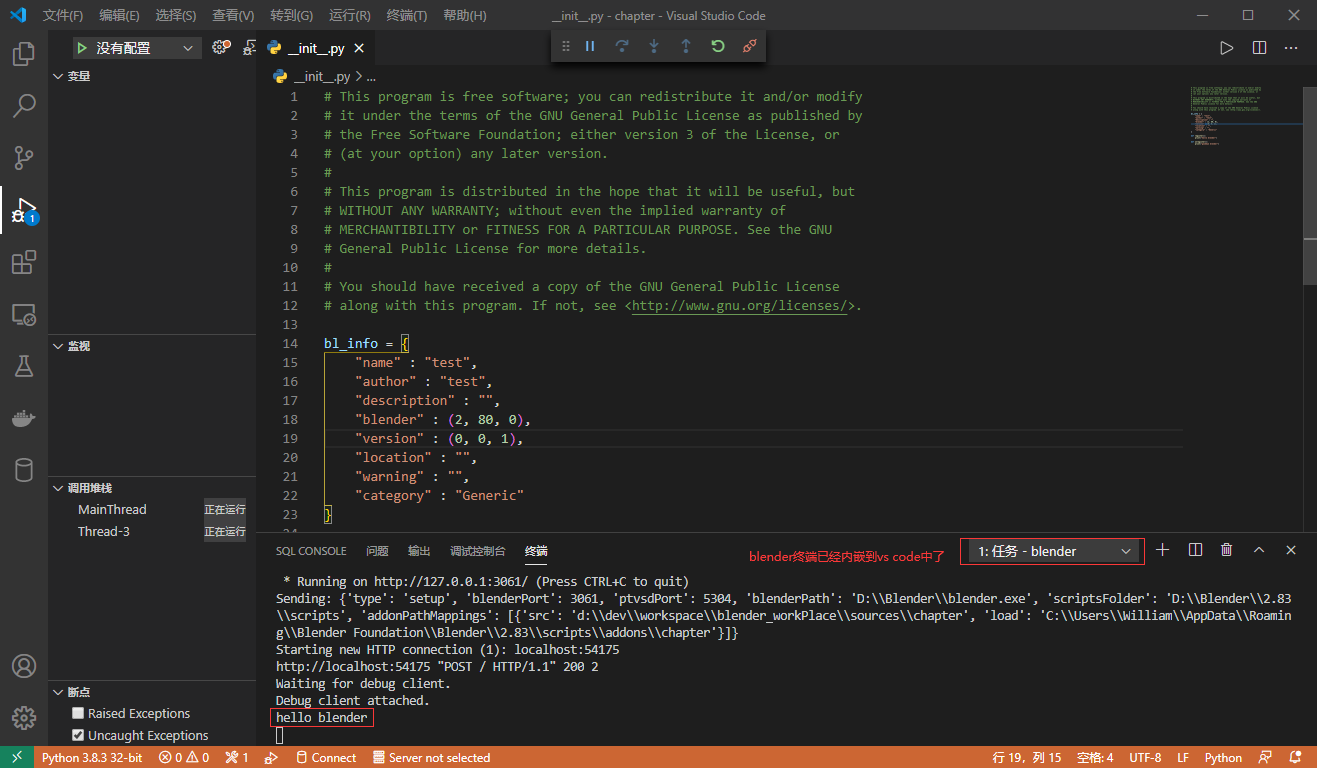 文件(F) 编辑(E) 选择(S) 查看(V) 转到(G) 运行(R) 终端(T) 帮助(H) __init__.py - chapter - Visual Studio Code
没有配置
__init__.py
__init__.py > ...
变量
监视
调用堆栈
MainThread 正在运行
Thread-3 正在运行
断点
Raised Exceptions
Uncaught Exceptions
1
1 # This program is free software; you can redistribute it and/or modify
2 # it under the terms of the GNU General Public License as published by
3 # the Free Software Foundation; either version 3 of the License, or
4 # (at your option) any later version.
5 #
6 # This program is distributed in the hope that it will be useful, but
7 # WITHOUT ANY WARRANTY; without even the implied warranty of
8 # MERCHANTIBILITY or FITNESS FOR A PARTICULAR PURPOSE. See the GNU
9 # General Public License for more details.
10 #
11 # You should have received a copy of the GNU General Public License
12 # along with this program. If not, see <http://www.gnu.org/licenses/>.
13
14 bl_info = {
15 "name" : "test",
16 "author" : "test",
17 "description" : "",
18 "blender" : (2, 80, 0),
19 "version" : (0, 0, 1),
20 "location" : "",
21 "warning" : "",
22 "category" : "Generic"
23 }
SQL CONSOLE 问题 输出 调试控制台 终端 blender终端已经内嵌到vs code中了 1: 任务 - blender
* Running on http://127.0.0.1:3061/ (Press CTRL+C to quit)
Sending: {'type': 'setup', 'blenderPort': 3061, 'ptvsdPort': 5304, 'blenderPath': 'D:\\Blender\\blender.exe', 'scriptsFolder': 'D:\\Blender\\2.83
\\scripts', 'addonPathMappings': [{'src': 'd:\\dev\\workspace\\blender_workPlace\\sources\\chapter', 'load': 'C:\\Users\\William\\AppData\\Roamin
g\\Blender Foundation\\Blender\\2.83\\scripts\\addons\\chapter'}]}
Starting new HTTP connection (1): localhost:54175
http://localhost:54175 "POST / HTTP/1.1" 200 2
Waiting for debug client.
Debug client attached.
hello blender
Python 3.8.3 32-bit 0 0 1 Connect Server not selected 行 19，列 15 空格: 4 UTF-8 LF Python